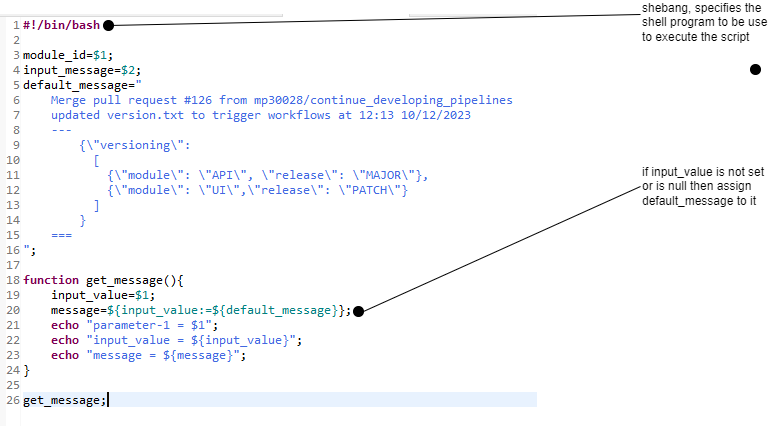 1 #!/bin/bash
2
3 module_id=$1;
4 input_message=$2;
5 default_message="
6 Merge pull request #126 from mp30028/continue_developing_pipelines
7 updated version.txt to trigger workflows at 12:13 10/12/2023
8 ---
9 {\"versioning\":
10 [
11 {\"module\": \"API\", \"release\": \"MAJOR\"},
12 {\"module\": \"UI\",\"release\": \"PATCH\"}
13 ]
14 }
15 ===
16 ";
17
18 function get_message(){
19 input_value=$1;
20 message=${input_value:=${default_message}};
21 echo "parameter-1 = $1";
22 echo "input_value = ${input_value}";
23 echo "message = ${message}";
24 }
25
26 get_message;
shebang, specifies the
shell program to be use
to execute the script
if input_value is not set
or is null then assign
default_message to it